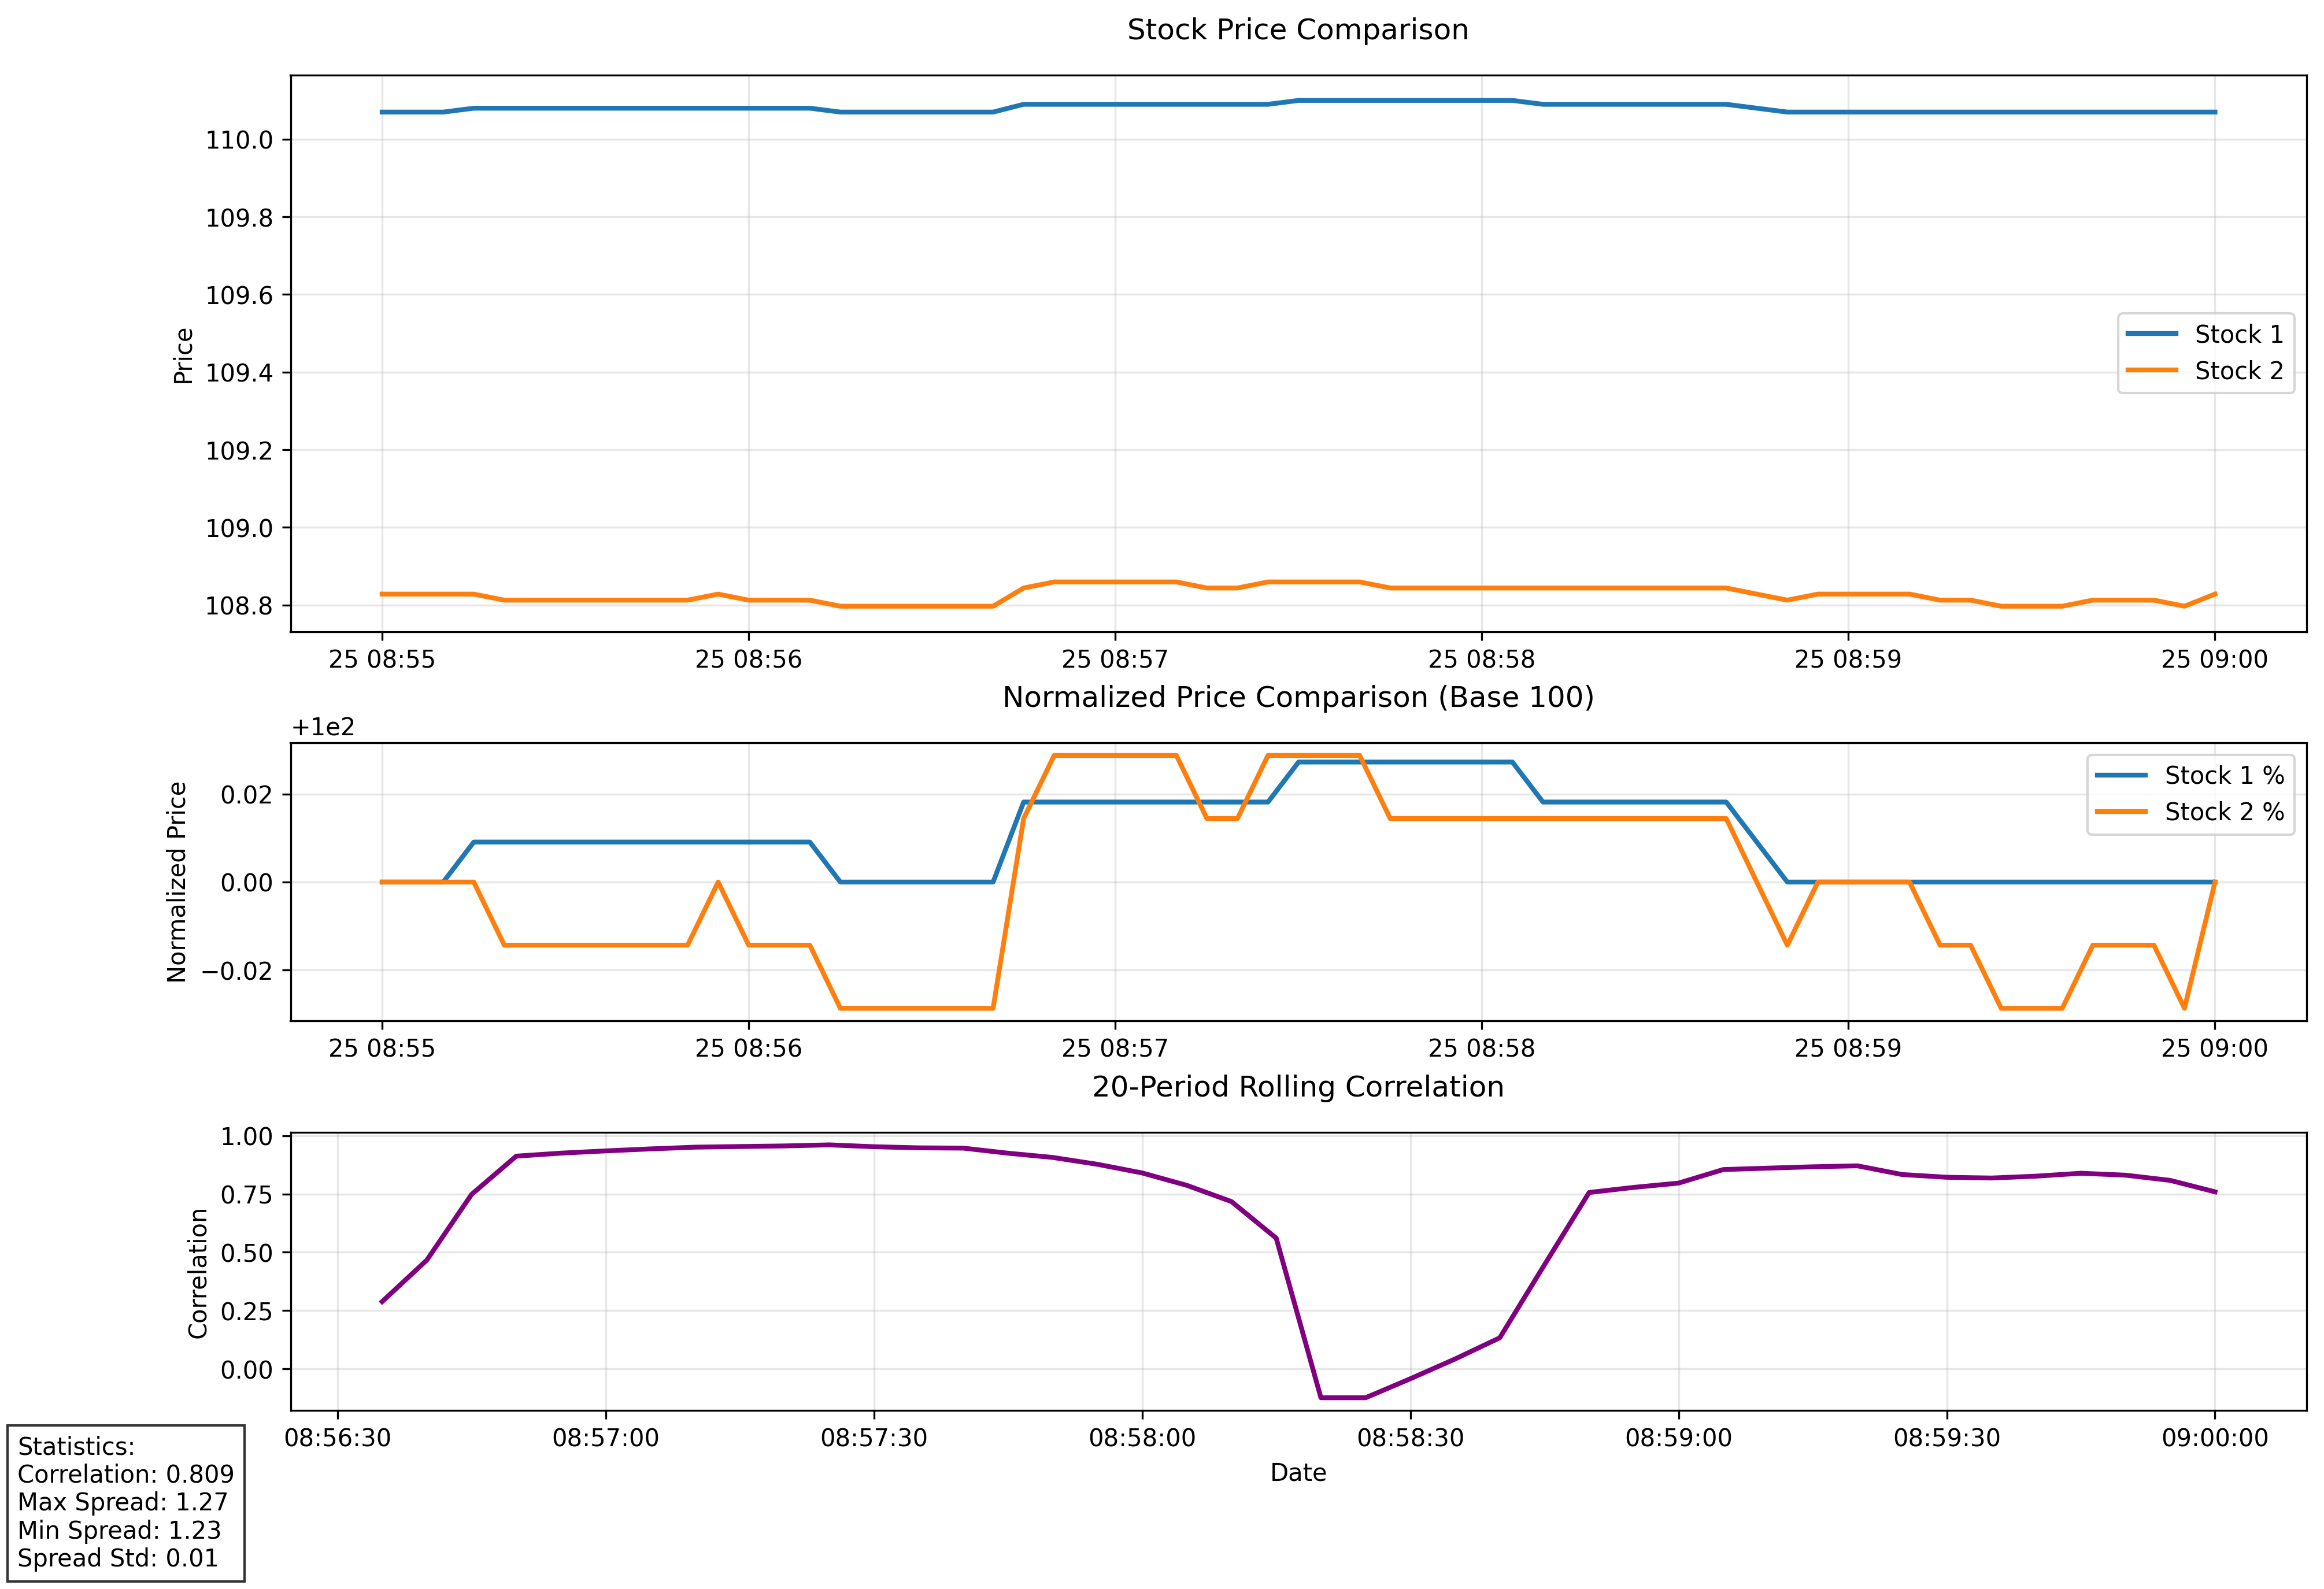 Stock Price Comparison
110.0
109.8
109.6
109.4
109.2
109.0
108.8
Price
Stock 1
Stock 2
25 08:55
25 08:56
25 08:57
25 08:58
25 08:59
25 09:00
Normalized Price Comparison (Base 100)
+1e2
0.02
0.00
−0.02
Normalized Price
Stock 1 %
Stock 2 %
25 08:55
25 08:56
25 08:57
25 08:58
25 08:59
25 09:00
20-Period Rolling Correlation
1.00
0.75
0.50
0.25
0.00
Correlation
08:56:30
08:57:00
08:57:30
08:58:00
08:58:30
08:59:00
08:59:30
09:00:00
Date
Statistics:
Correlation: 0.809
Max Spread: 1.27
Min Spread: 1.23
Spread Std: 0.01